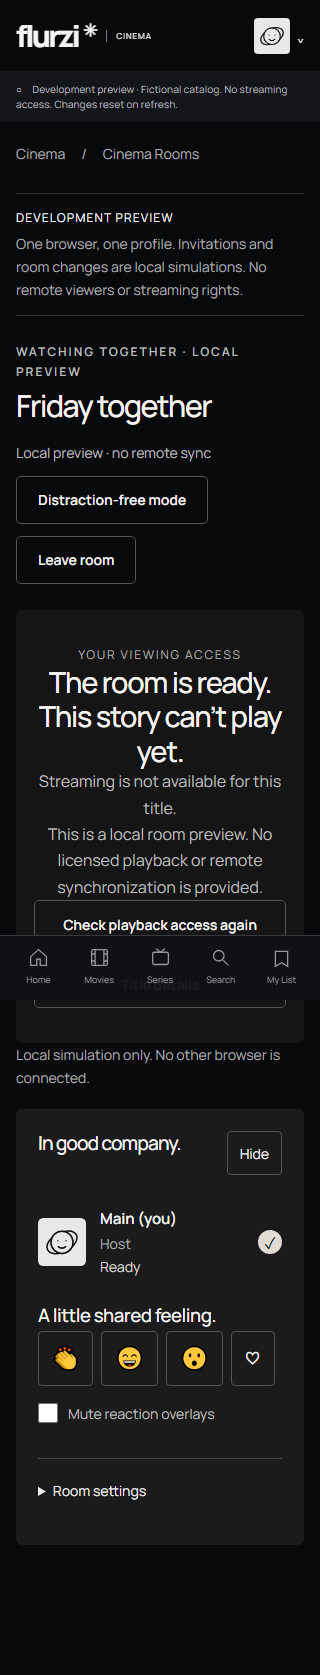 flurzi* CINEMA
Development preview · Fictional catalog. No streaming
access. Changes reset on refresh.
Cinema / Cinema Rooms
DEVELOPMENT PREVIEW
One browser, one profile. Invitations and
room changes are local simulations. No
remote viewers or streaming rights.
WATCHING TOGETHER · LOCAL
PREVIEW
Friday together
Local preview · no remote sync
Distraction-free mode
Leave room
YOUR VIEWING ACCESS
The room is ready.
This story can't play
yet.
Streaming is not available for this
title.
This is a local room preview. No
licensed playback or remote
synchronization is provided.
Check playback access again
Home Movies Series Search My List
Title details
Local simulation only. No other browser is
connected.
In good company.
Hide
Main (you)
Host
Ready
A little shared feeling.
Mute reaction overlays
Room settings